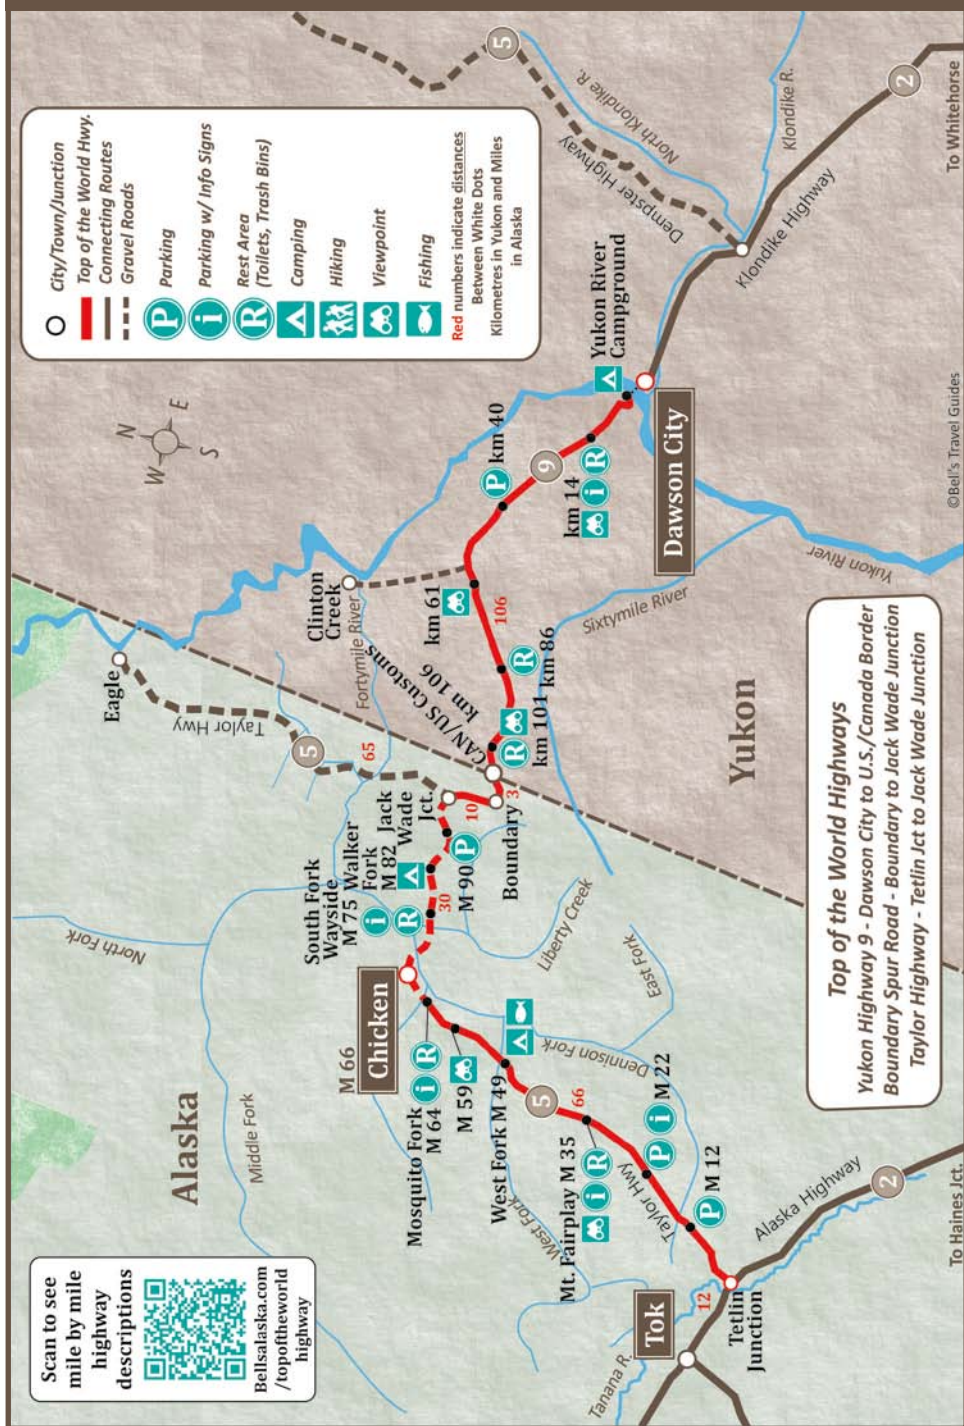 Scan to see
mile by mile
highway
descriptions
Bellsalaska.com
/topoftheworld
highway
Alaska
Yukon
City/Town/Junction
Top of the World Hwy.
Connecting Routes
Gravel Roads
P Parking
i Parking w/ Info Signs
R Rest Area
(Toilets, Trash Bins)
Camping
Hiking
Viewpoint
Fishing
Red numbers indicate distances
Between White Dots
Kilometres in Yukon and Miles
in Alaska
N
W
E
S
Tok
Tanana R.
12
Tetlin
Junction
Alaska Highway
2
To Haines Jct.
P M 12
Taylor Hwy
P i M 22
Mt. Fairplay M 35
i R
66
5
West Fork
West Fork M 49
Dennison Fork
East Fork
M 59
Mosquito Fork
M 64
i R
M 66
Chicken
Middle Fork
North Fork
South Fork
Wayside
M 75
i R
30
Walker
Fork
M 82
M 90 P
Jack
Wade
Jct.
Liberty Creek
10
Boundary
3
65
5
Taylor Hwy
Eagle
Fortymile River
Clinton
Creek
CAN/US Customs
km 106
R
km 101
R
km 86
106
km 61
P km 40
9
km 14
i R
Yukon River
Campground
Dawson City
Sixtymile River
Yukon River
Klondike Highway
Dempster Highway
North Klondike R.
Klondike R.
5
2
To Whitehorse
Top of the World Highways
Yukon Highway 9 - Dawson City to U.S./Canada Border
Boundary Spur Road - Boundary to Jack Wade Junction
Taylor Highway - Tetlin Jct to Jack Wade Junction
©Bell's Travel Guides